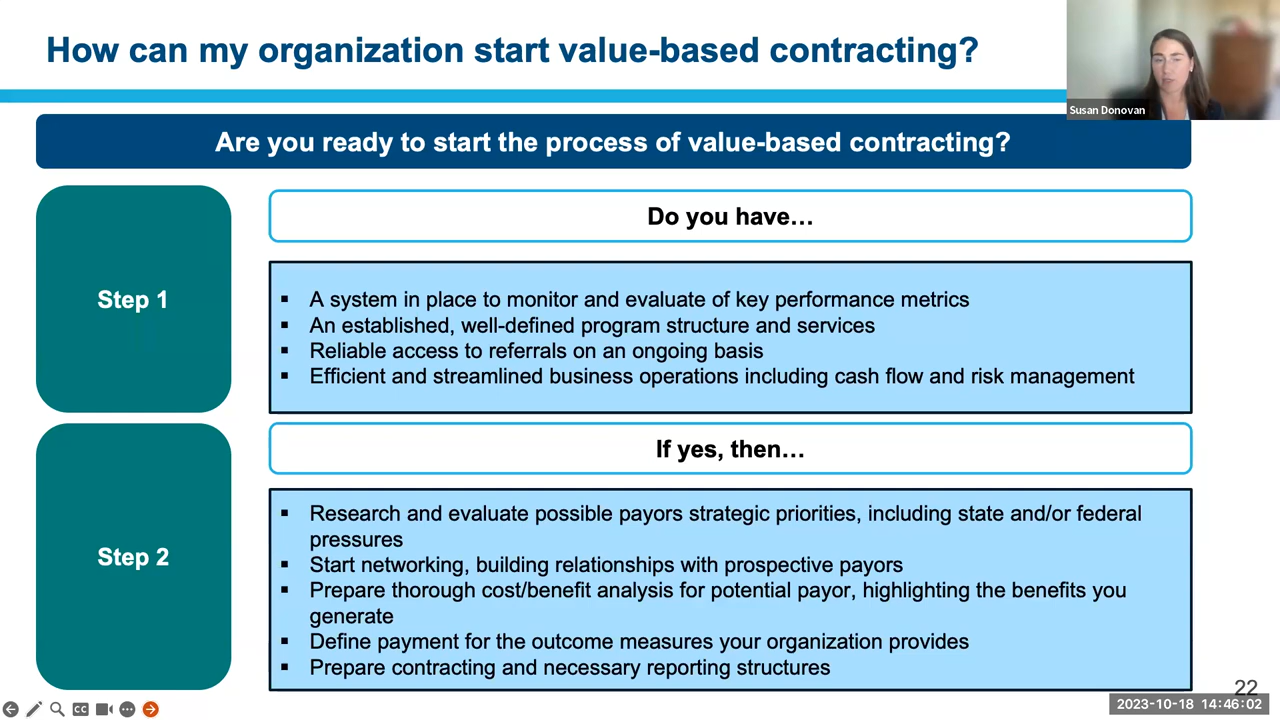 How can my organization start value-based contracting?
Susan Donovan
Are you ready to start the process of value-based contracting?
Step 1
Do you have…
▪ A system in place to monitor and evaluate of key performance metrics
▪ An established, well-defined program structure and services
▪ Reliable access to referrals on an ongoing basis
▪ Efficient and streamlined business operations including cash flow and risk management
Step 2
If yes, then…
▪ Research and evaluate possible payors strategic priorities, including state and/or federal
pressures
▪ Start networking, building relationships with prospective payors
▪ Prepare thorough cost/benefit analysis for potential payor, highlighting the benefits you
generate
▪ Define payment for the outcome measures your organization provides
▪ Prepare contracting and necessary reporting structures
22
CC
2023-10-18 14:46:02